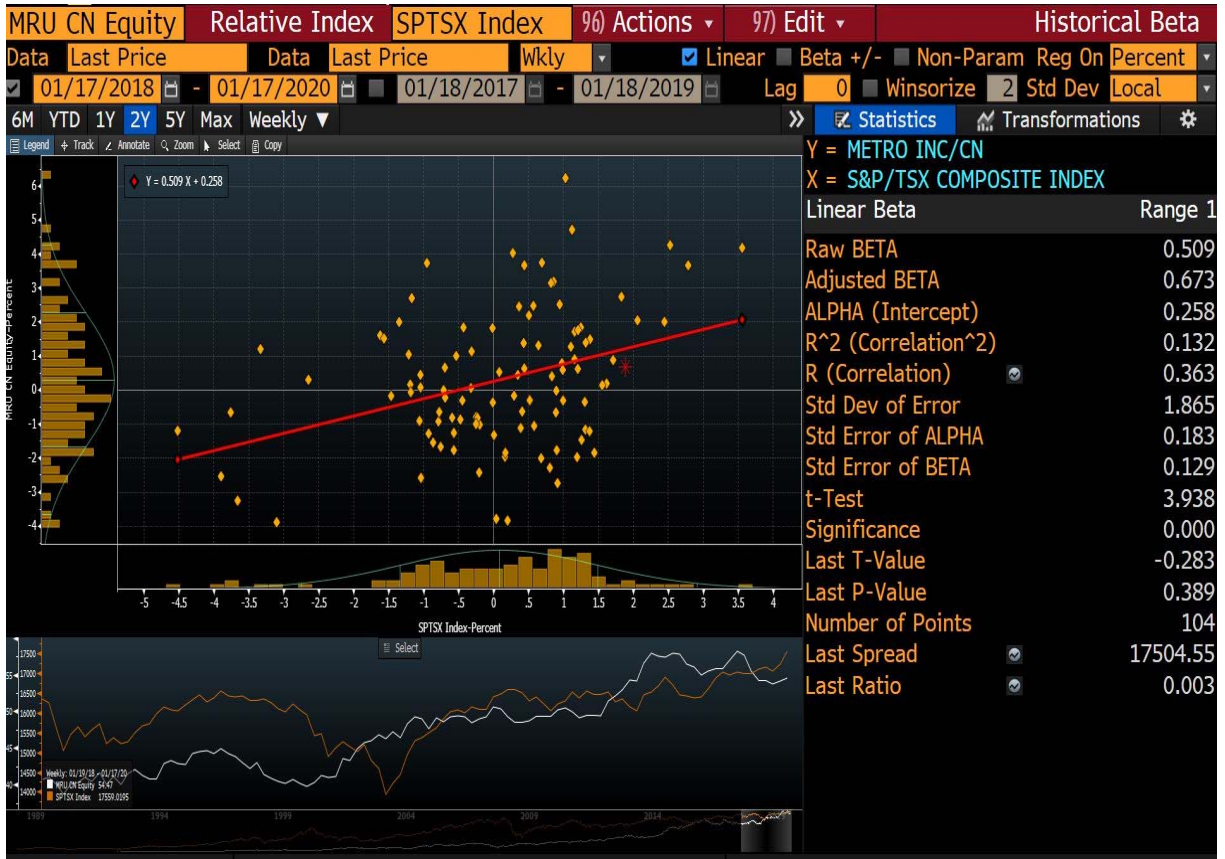 MRU CN Equity Relative Index SPTSX Index 96) Actions 97) Edit Historical Beta
Data Last Price Data Last Price Wkly Linear Beta +/- Non-Param Reg On Percent
01/17/2018 - 01/17/2020 01/18/2017 - 01/18/2019 Lag 0 Winsorize 2 Std Dev Local
6M YTD 1Y 2Y 5Y Max Weekly ▼ » Statistics Transformations
Legend Track Annotate Zoom Select Copy
Y = METRO INC/CN
X = S&P/TSX COMPOSITE INDEX
Linear Beta Range 1
Raw BETA 0.509
Adjusted BETA 0.673
ALPHA (Intercept) 0.258
R^2 (Correlation^2) 0.132
R (Correlation) 0.363
Std Dev of Error 1.865
Std Error of ALPHA 0.183
Std Error of BETA 0.129
t-Test 3.938
Significance 0.000
Last T-Value -0.283
Last P-Value 0.389
Number of Points 104
Last Spread 17504.55
Last Ratio 0.003
Y = 0.509 X + 0.258
6
5
4
3
2
1
0
-1
-2
-3
-4
MRU CN Equity-Percent
-5 -4.5 -4 -3.5 -3 -2.5 -2 -1.5 -1 -.5 0 .5 1 1.5 2 2.5 3 3.5 4
SPTSX Index-Percent
Select
17500
55 17000
16500
50 16000
15500
45 15000
14500
40 14000
Weekly: 01/19/18 - 01/17/20
MRU CN Equity 54.47
SPTSX Index 17559.0195
1989 1994 1999 2004 2009 2014